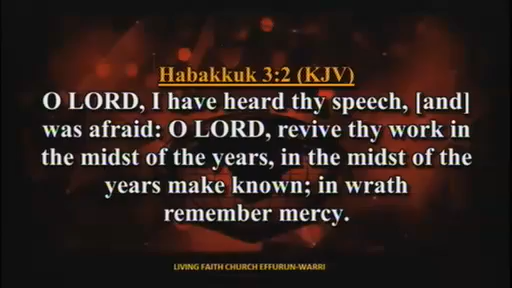 Habakkuk 3:2 (KJV)
O LORD, I have heard thy speech, [and]
was afraid: O LORD, revive thy work in
the midst of the years, in the midst of the
years make known; in wrath
remember mercy.
LIVING FAITH CHURCH EFFURUN-WARRI